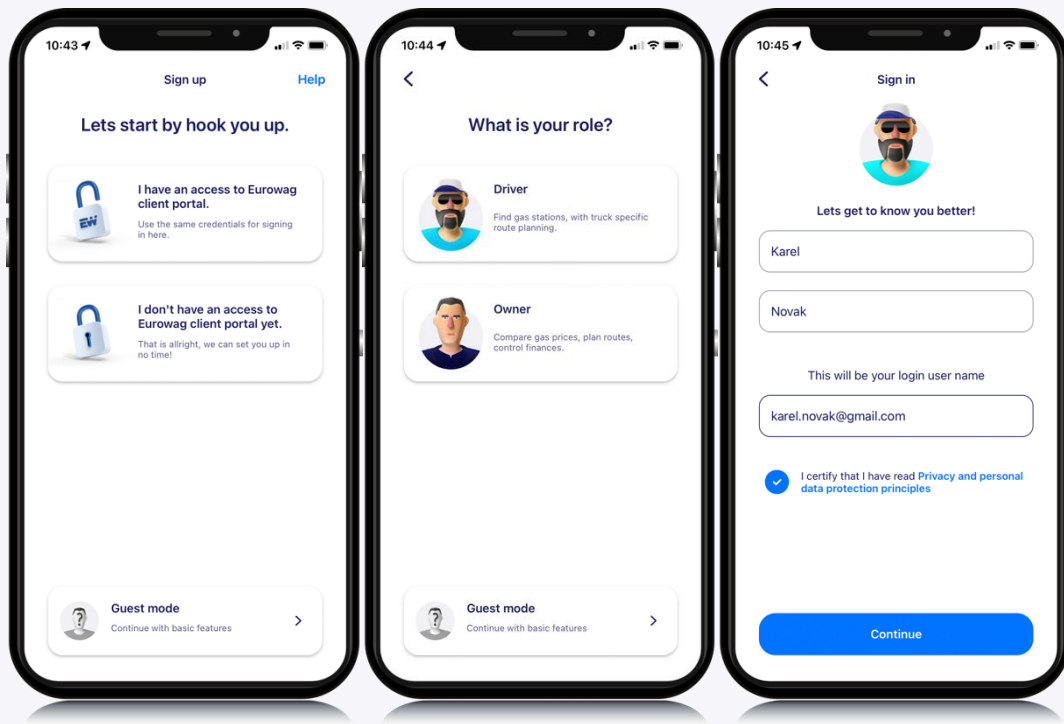 10:43
Sign up
Help
Lets start by hook you up.
I have an access to Eurowag
client portal.
Use the same credentials for signing
in here.
EW
I don't have an access to
Eurowag client portal yet.
That is allright, we can set you up in
no time!
Guest mode
Continue with basic features
10:44
What is your role?
Driver
Find gas stations, with truck specific
route planning.
Owner
Compare gas prices, plan routes,
control finances.
?
Guest mode
Continue with basic features
10:45
Sign in
Lets get to know you better!
Karel
Novak
This will be your login user name
karel.novak@gmail.com
I certify that I have read Privacy and personal
data protection principles
Continue